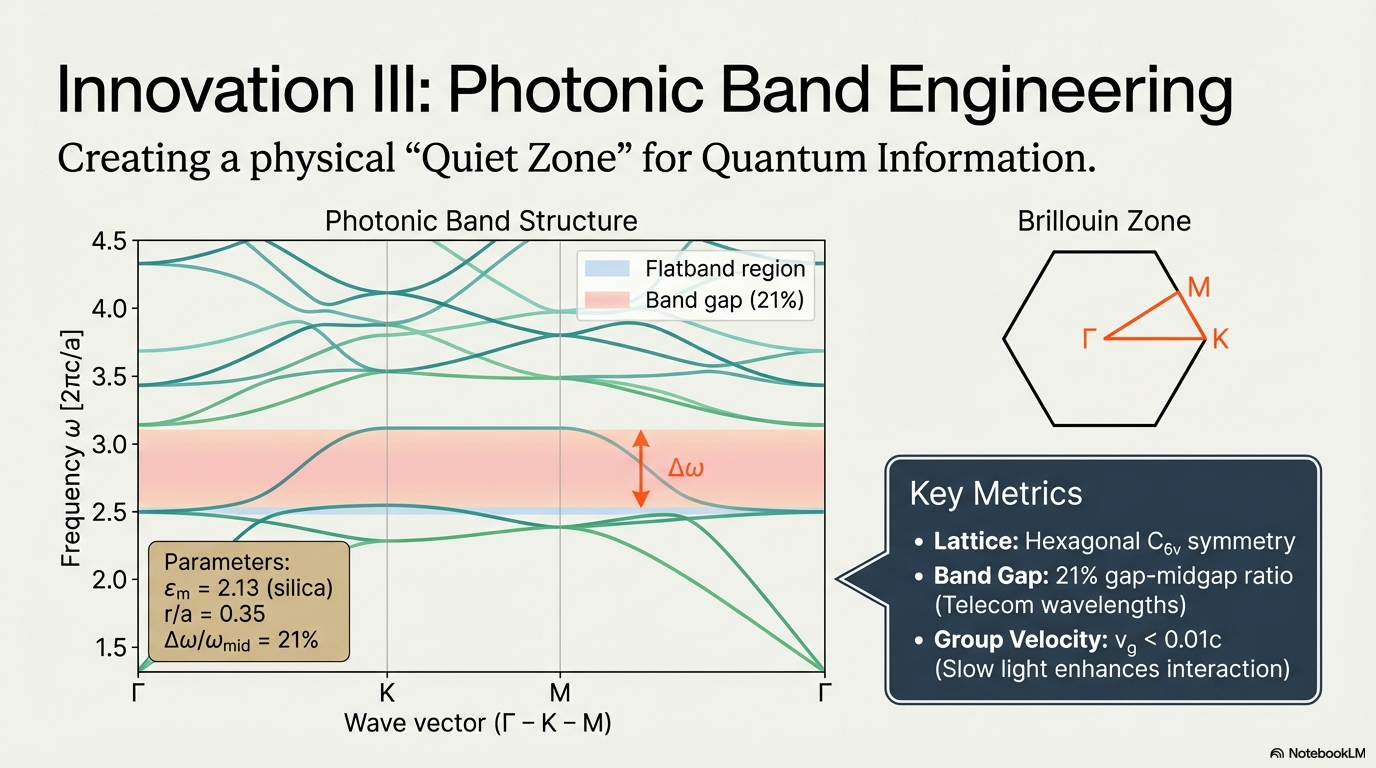 Innovation III: Photonic Band Engineering
Creating a physical “Quiet Zone” for Quantum Information.
Photonic Band Structure
Frequency ω [2πc/a]
4.5
4.0
3.5
3.0
2.5
2.0
1.5
Flatband region
Band gap (21%)
Δω
Parameters:
εₘ = 2.13 (silica)
r/a = 0.35
Δω/ω_mid = 21%
Γ
K
M
Γ
Wave vector (Γ – K – M)
Brillouin Zone
M
Γ
K
Key Metrics
• Lattice: Hexagonal C₆ᵥ symmetry
• Band Gap: 21% gap-midgap ratio
(Telecom wavelengths)
• Group Velocity: v_g < 0.01c
(Slow light enhances interaction)
NotebookLM